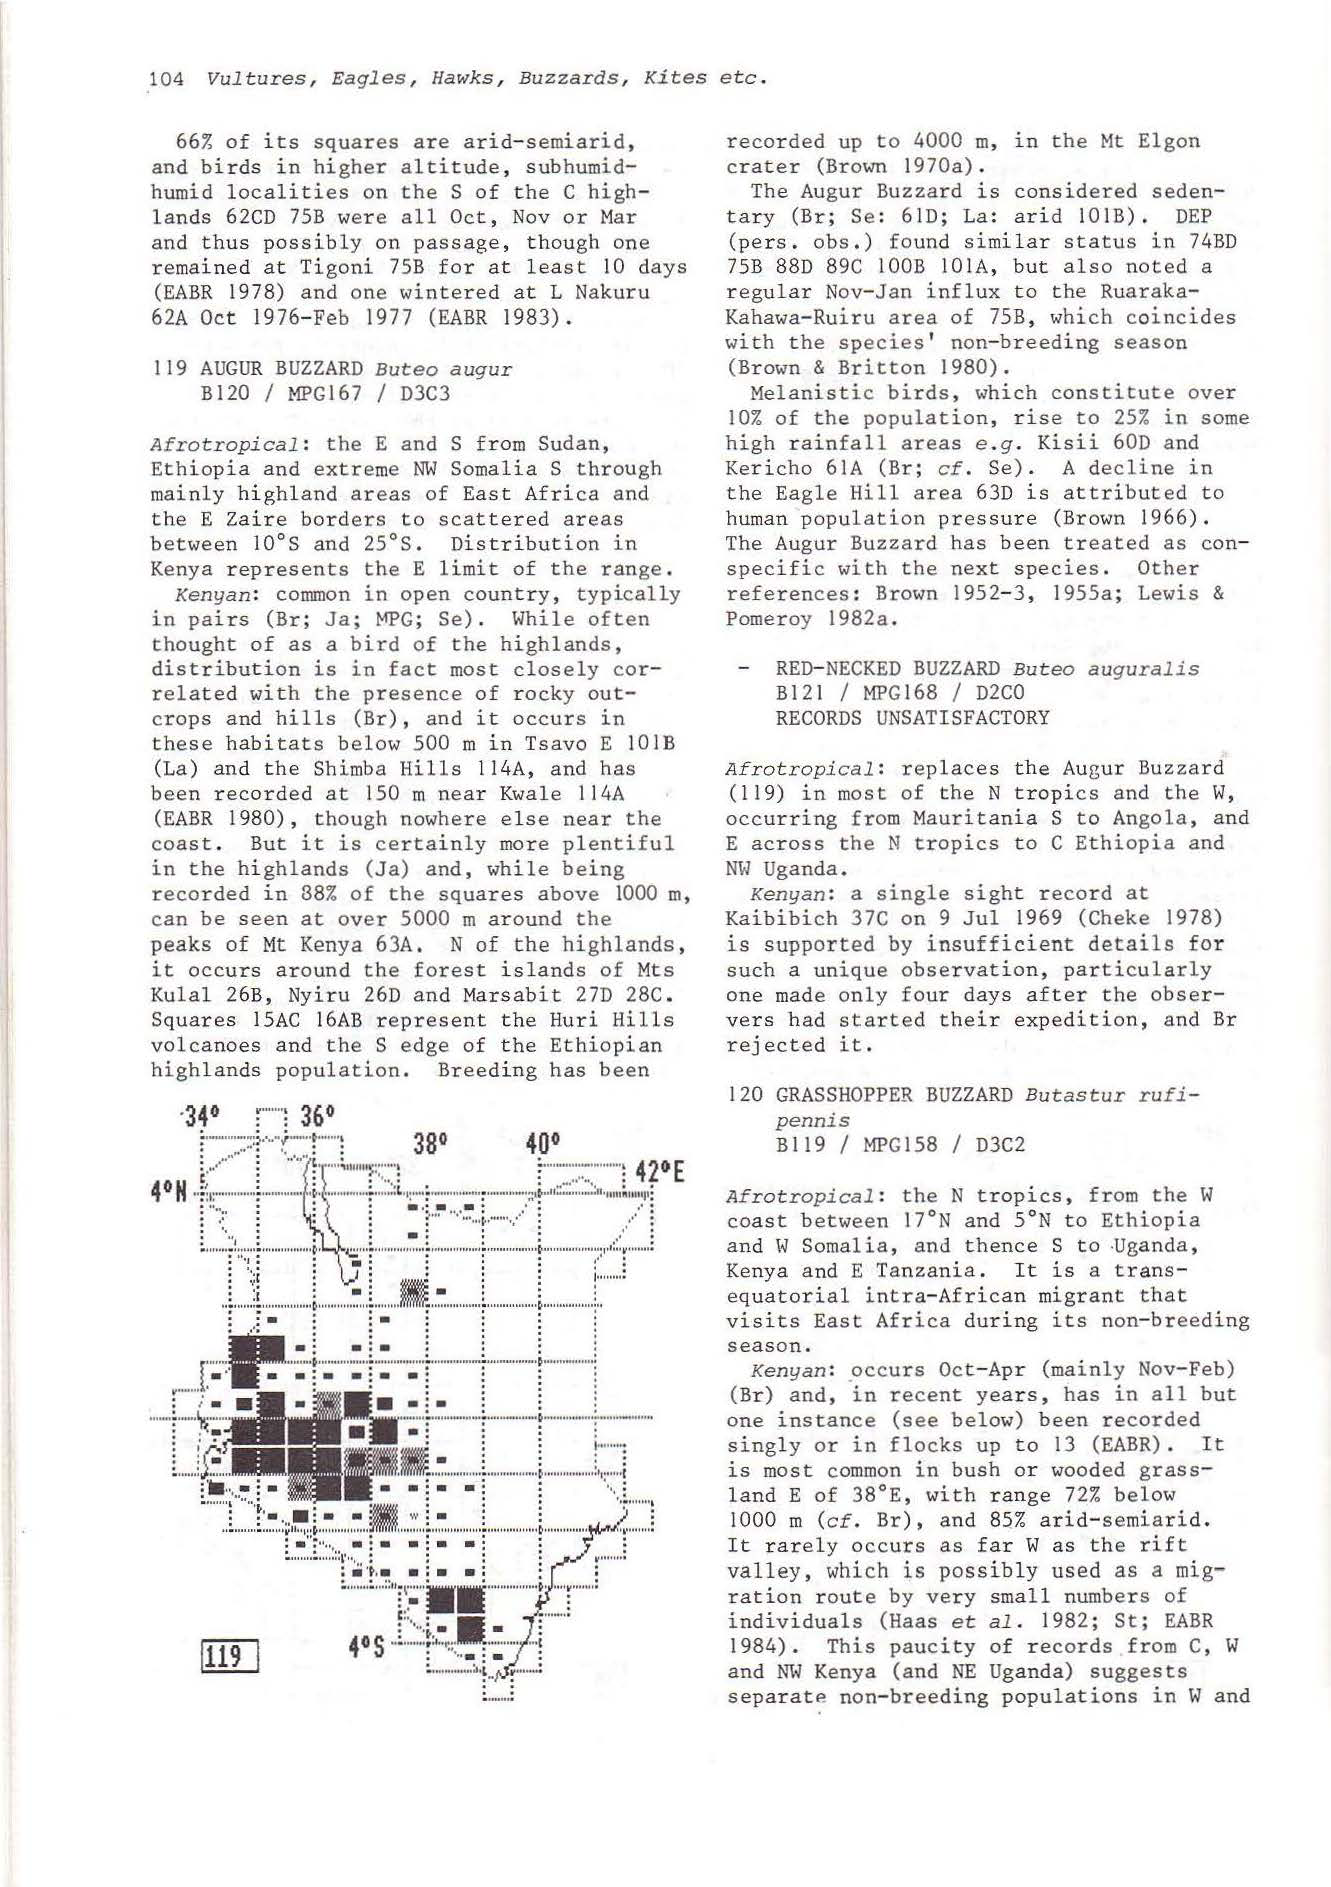 104 Vultures, Eagles, Hawks, Buzzards, Kites etc.
66% of its squares are arid-semiarid,
and birds in higher altitude, subhumid-
humid localities on the S of the C high-
lands 62CD 75B were all Oct, Nov or Mar
and thus possibly on passage, though one
remained at Tigoni 75B for at least 10 days
(EABR 1978) and one wintered at L Nakuru
62A Oct 1976-Feb 1977 (EABR 1983).
119 AUGUR BUZZARD Buteo augur
B120 / MPG167 / D3C3
Afrotropical: the E and S from Sudan,
Ethiopia and extreme NW Somalia S through
mainly highland areas of East Africa and
the E Zaire borders to scattered areas
between 10°S and 25°S. Distribution in
Kenya represents the E limit of the range.
Kenyan: common in open country, typically
in pairs (Br; Ja; MPG; Se). While often
thought of as a bird of the highlands,
distribution is in fact most closely cor-
related with the presence of rocky out-
crops and hills (Br), and it occurs in
these habitats below 500 m in Tsavo E 101B
(La) and the Shimba Hills 114A, and has
been recorded at 150 m near Kwale 114A
(EABR 1980), though nowhere else near the
coast. But it is certainly more plentiful
in the highlands (Ja) and, while being
recorded in 88% of the squares above 1000 m,
can be seen at over 5000 m around the
peaks of Mt Kenya 63A. N of the highlands,
it occurs around the forest islands of Mts
Kulal 26B, Nyiru 26D and Marsabit 27D 28C.
Squares 15AC 16AB represent the Huri Hills
volcanoes and the S edge of the Ethiopian
highlands population. Breeding has been
34° 36°
38° 40°
42°E
4°N
119
4°S
recorded up to 4000 m, in the Mt Elgon
crater (Brown 1970a).
The Augur Buzzard is considered seden-
tary (Br; Se: 61D; La: arid 101B). DEP
(pers. obs.) found similar status in 74BD
75B 88D 89C 100B 101A, but also noted a
regular Nov-Jan influx to the Ruaraka-
Kahawa-Ruiru area of 75B, which coincides
with the species' non-breeding season
(Brown & Britton 1980).
Melanistic birds, which constitute over
10% of the population, rise to 25% in some
high rainfall areas e.g. Kisii 60D and
Kericho 61A (Br; cf. Se). A decline in
the Eagle Hill area 63D is attributed to
human population pressure (Brown 1966).
The Augur Buzzard has been treated as con-
specific with the next species. Other
references: Brown 1952-3, 1955a; Lewis &
Pomeroy 1982a.
- RED-NECKED BUZZARD Buteo auguralis
B121 / MPG168 / D2C0
RECORDS UNSATISFACTORY
Afrotropical: replaces the Augur Buzzard
(119) in most of the N tropics and the W,
occurring from Mauritania S to Angola, and
E across the N tropics to C Ethiopia and
NW Uganda.
Kenyan: a single sight record at
Kaibibich 37C on 9 Jul 1969 (Cheke 1978)
is supported by insufficient details for
such a unique observation, particularly
one made only four days after the obser-
vers had started their expedition, and Br
rejected it.
120 GRASSHOPPER BUZZARD Butastur rufi-
pennis
B119 / MPG158 / D3C2
Afrotropical: the N tropics, from the W
coast between 17°N and 5°N to Ethiopia
and W Somalia, and thence S to Uganda,
Kenya and E Tanzania. It is a trans-
equatorial intra-African migrant that
visits East Africa during its non-breeding
season.
Kenyan: occurs Oct-Apr (mainly Nov-Feb)
(Br) and, in recent years, has in all but
one instance (see below) been recorded
singly or in flocks up to 13 (EABR). It
is most common in bush or wooded grass-
land E of 38°E, with range 72% below
1000 m (cf. Br), and 85% arid-semiarid.
It rarely occurs as far W as the rift
valley, which is possibly used as a mig-
ration route by very small numbers of
individuals (Haas et al. 1982; St; EABR
1984). This paucity of records from C, W
and NW Kenya (and NE Uganda) suggests
separate non-breeding populations in W and